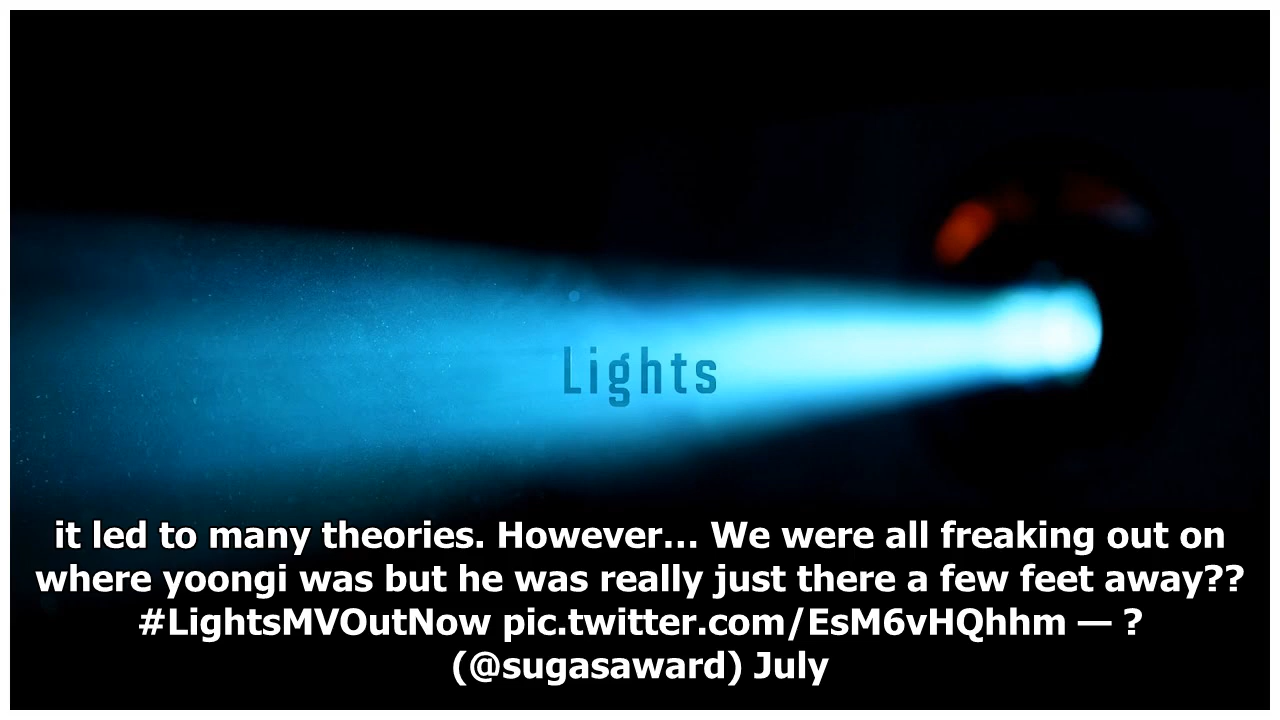 Lights
it led to many theories. However... We were all freaking out on
where yoongi was but he was really just there a few feet away??
#LightsMVOutNow pic.twitter.com/EsM6vHQhhm — ?
(@sugasaward) July